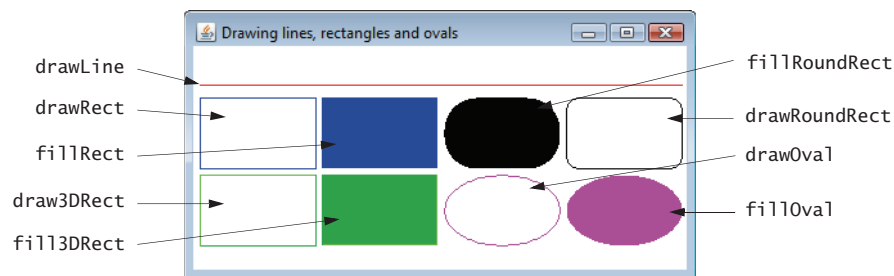 Drawing lines, rectangles and ovals
drawLine
drawRect
fillRect
draw3DRect
fill3DRect
fillRoundRect
drawRoundRect
drawOval
fillOval